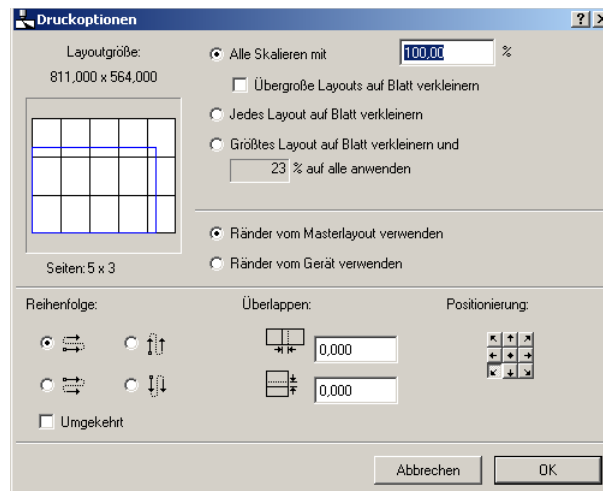 Druckoptionen
Layoutgröße:
811,000 x 564,000
Seiten: 5 x 3
Alle Skalieren mit 100,00 %
Übergroße Layouts auf Blatt verkleinern
Jedes Layout auf Blatt verkleinern
Größtes Layout auf Blatt verkleinern und
23 % auf alle anwenden
Ränder vom Masterlayout verwenden
Ränder vom Gerät verwenden
Reihenfolge:
Umgekehrt
Überlappen:
0,000
0,000
Positionierung:
Abbrechen
OK